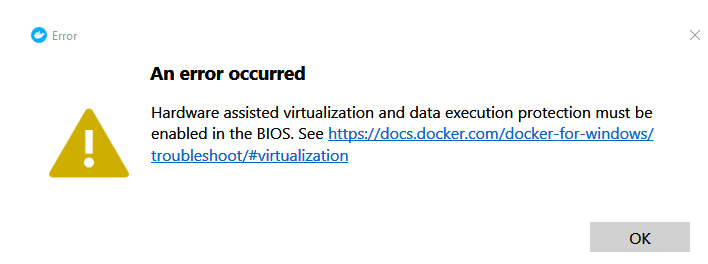 Error
An error occurred
Hardware assisted virtualization and data execution protection must be
enabled in the BIOS. See https://docs.docker.com/docker-for-windows/
troubleshoot/#virtualization
OK